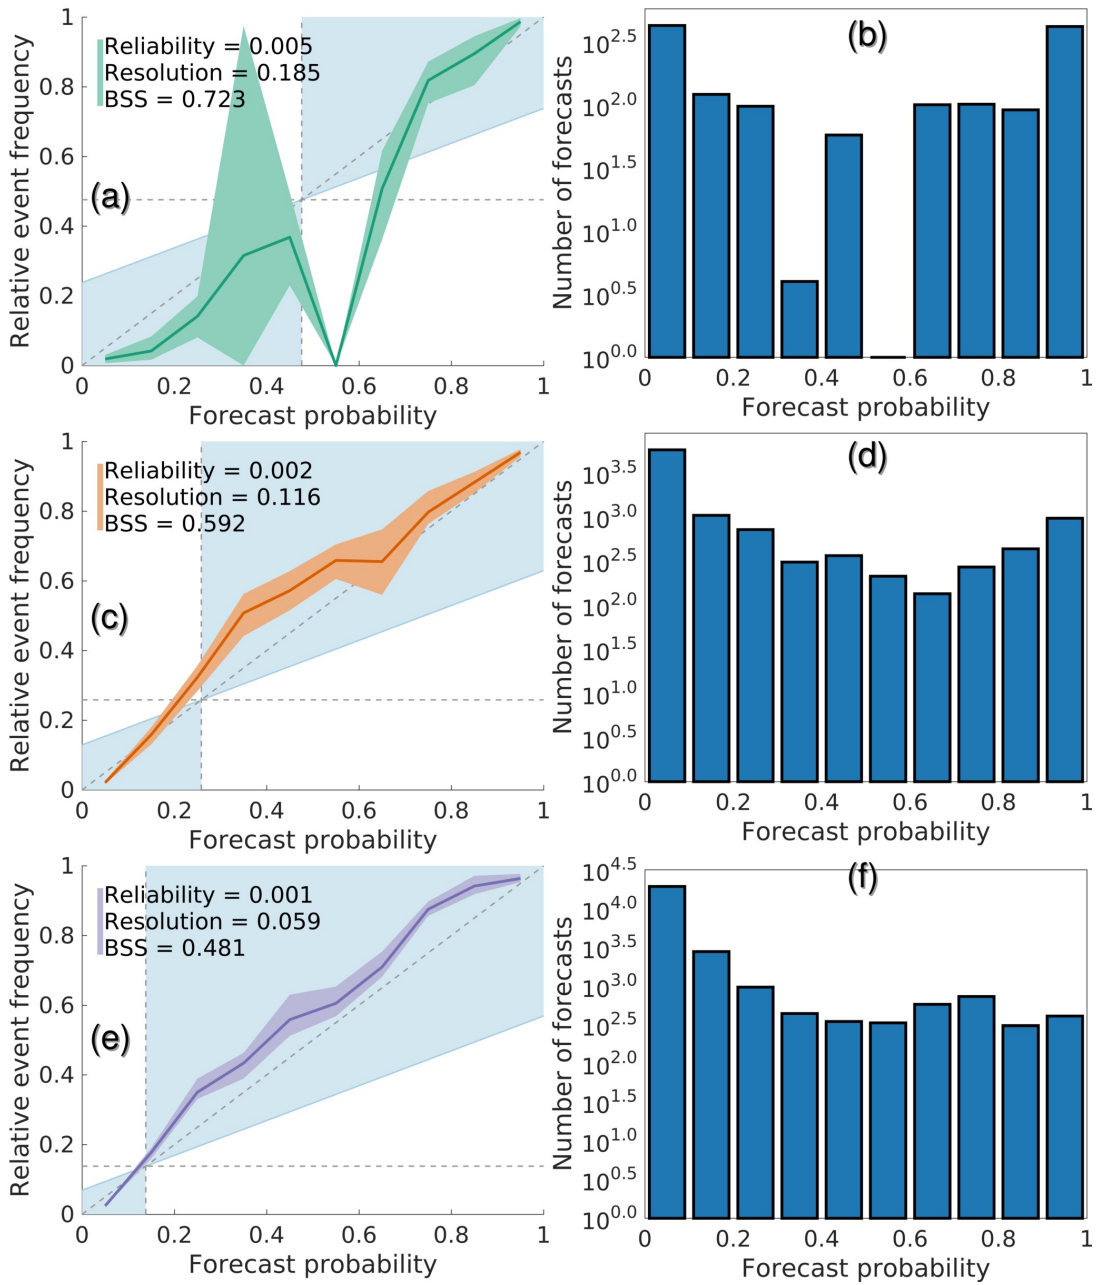 Reliability = 0.005
Resolution = 0.185
BSS = 0.723
(a)
Relative event frequency
1
0.8
0.6
0.4
0.2
0
0.2
0.4
0.6
0.8
1
Forecast probability
(b)
Number of forecasts
10^2.5
10^2.0
10^1.5
10^1.0
10^0.5
10^0.0
0
0.2
0.4
0.6
0.8
1
Forecast probability
Reliability = 0.002
Resolution = 0.116
BSS = 0.592
(c)
Relative event frequency
1
0.8
0.6
0.4
0.2
0
0
0.2
0.4
0.6
0.8
1
Forecast probability
(d)
Number of forecasts
10^3.5
10^3.0
10^2.5
10^2.0
10^1.5
10^1.0
10^0.5
10^0.0
0
0.2
0.4
0.6
0.8
1
Forecast probability
Reliability = 0.001
Resolution = 0.059
BSS = 0.481
(e)
Relative event frequency
1
0.8
0.6
0.4
0.2
0
0
0.2
0.4
0.6
0.8
1
Forecast probability
(f)
Number of forecasts
10^4.5
10^4.0
10^3.5
10^3.0
10^2.5
10^2.0
10^1.5
10^1.0
10^0.5
10^0.0
0
0.2
0.4
0.6
0.8
1
Forecast probability